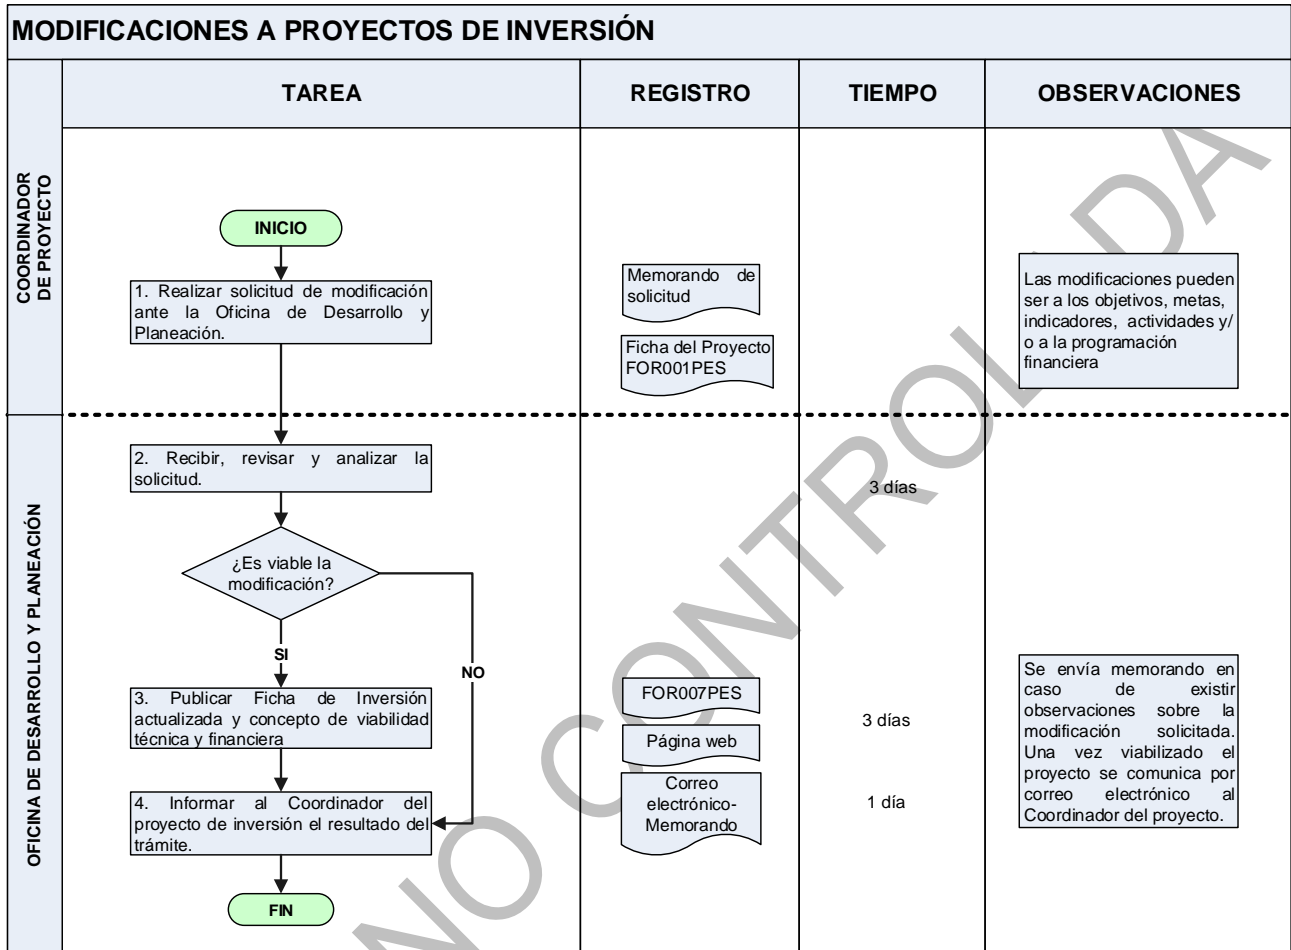 MODIFICACIONES A PROYECTOS DE INVERSIÓN
TAREA
REGISTRO
TIEMPO
OBSERVACIONES
COORDINADOR
DE PROYECTO
INICIO
1. Realizar solicitud de modificación
ante la Oficina de Desarrollo y
Planeación.
Memorando de
solicitud
Ficha del Proyecto
FOR001PES
Las modificaciones pueden
ser a los objetivos, metas,
indicadores, actividades y/
o a la programación
financiera
OFICINA DE DESARROLLO Y PLANEACIÓN
2. Recibir, revisar y analizar la
solicitud.
3 días
¿Es viable la
modificación?
SI
NO
3. Publicar Ficha de Inversión
actualizada y concepto de viabilidad
técnica y financiera
FOR007PES
Página web
3 días
4. Informar al Coordinador del
proyecto de inversión el resultado del
trámite.
Correo
electrónico-
Memorando
1 día
Se envía memorando en
caso de existir
observaciones sobre la
modificación solicitada.
Una vez viabilizado el
proyecto se comunica por
correo electrónico al
Coordinador del proyecto.
FIN
NO CONTROLADA